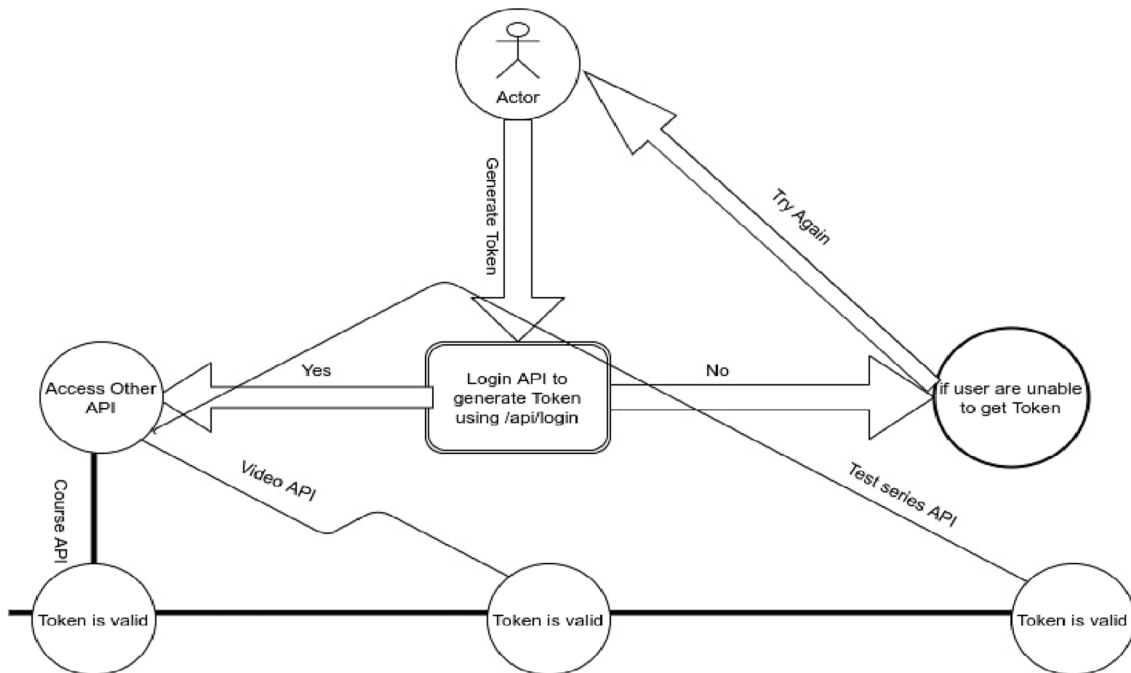 Actor
Generate Token
Try Again
Access Other
API
Yes
Login API to
generate Token
using /api/login
No
if user are unable
to get Token
Course API
Video API
Test series API
Token is valid
Token is valid
Token is valid